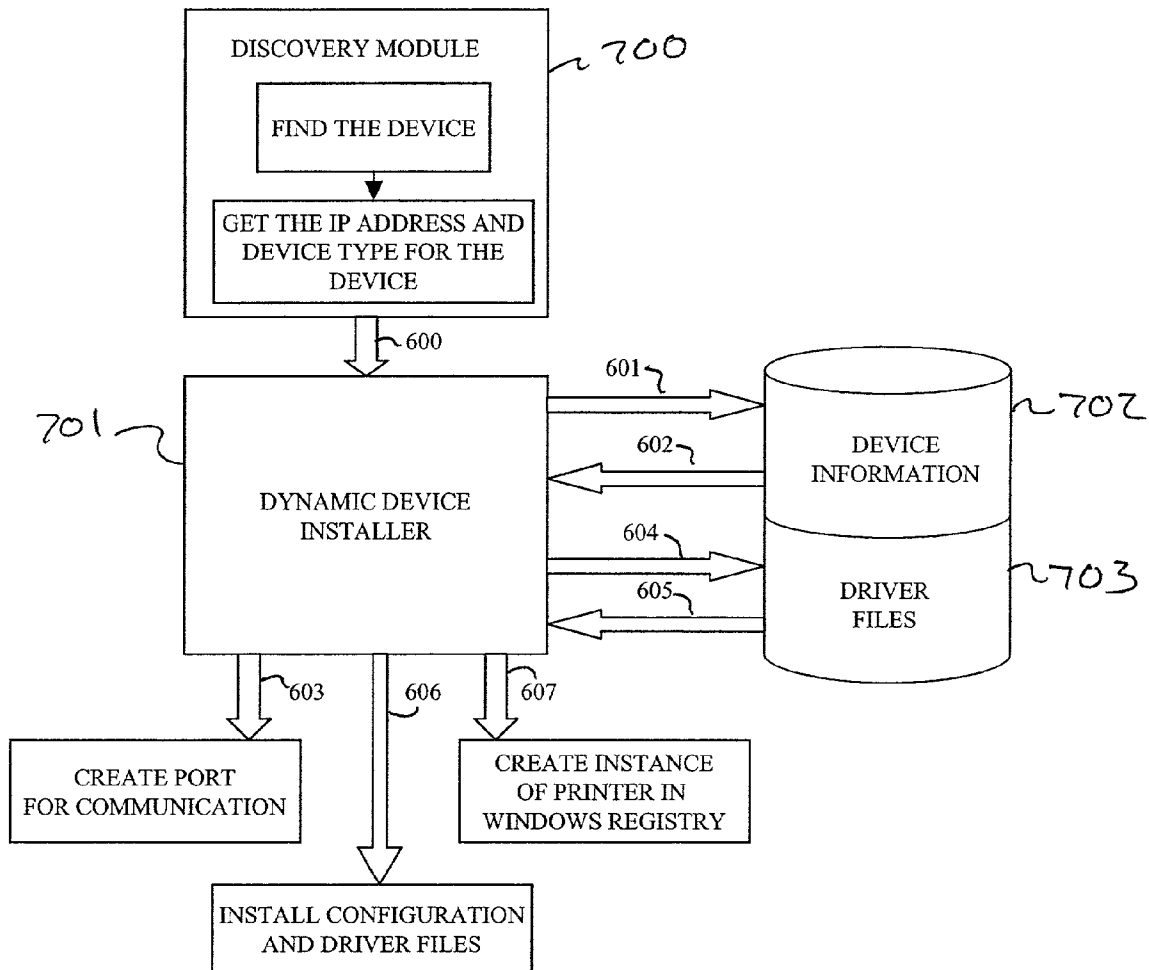 DISCOVERY MODULE
700
FIND THE DEVICE
GET THE IP ADDRESS AND
DEVICE TYPE FOR THE
DEVICE
600
701
DYNAMIC DEVICE
INSTALLER
601
602
604
605
702
DEVICE
INFORMATION
703
DRIVER
FILES
603
606
607
CREATE PORT
FOR COMMUNICATION
CREATE INSTANCE
OF PRINTER IN
WINDOWS REGISTRY
INSTALL CONFIGURATION
AND DRIVER FILES